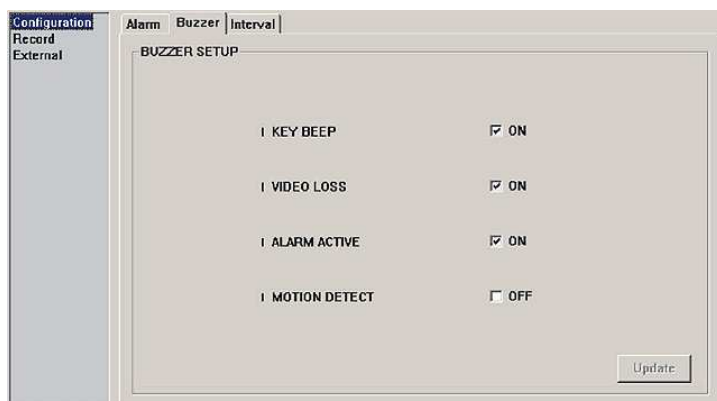 Configuration
Record
External
Alarm Buzzer Interval
BUZZER SETUP
KEY BEEP ON
VIDEO LOSS ON
ALARM ACTIVE ON
MOTION DETECT OFF
Update